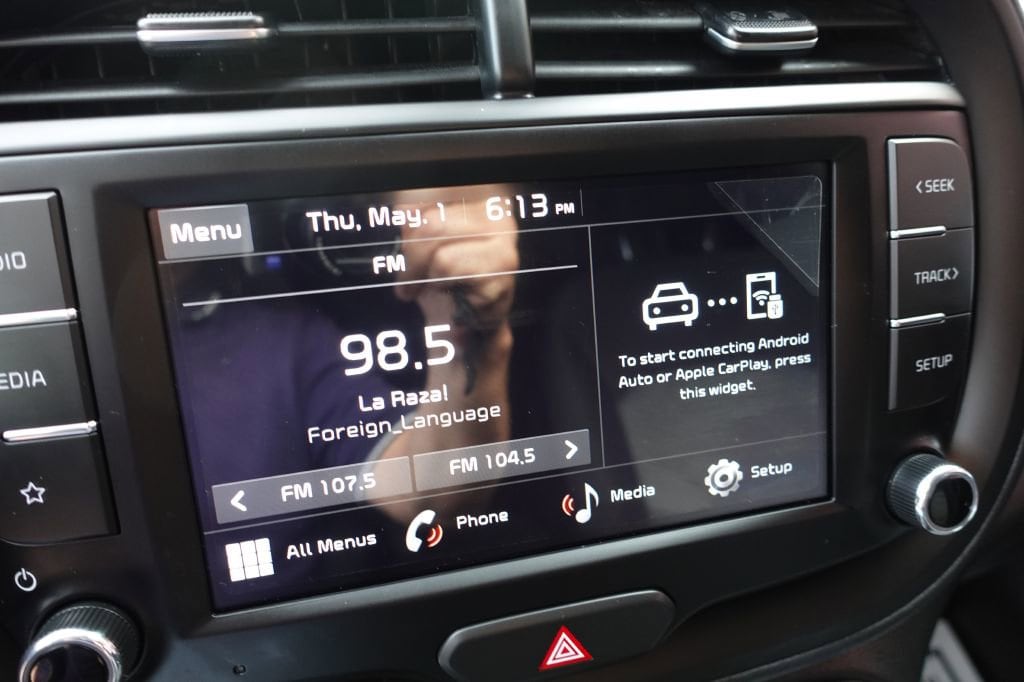 Menu
Thu, May. 1
6:13 PM
FM
98.5
La Raza!
Foreign_Language
< FM 107.5
FM 104.5 >
To start connecting Android
Auto or Apple CarPlay, press
this widget.
All Menus
Phone
Media
Setup
DIO
EDIA
< SEEK
TRACK >
SETUP